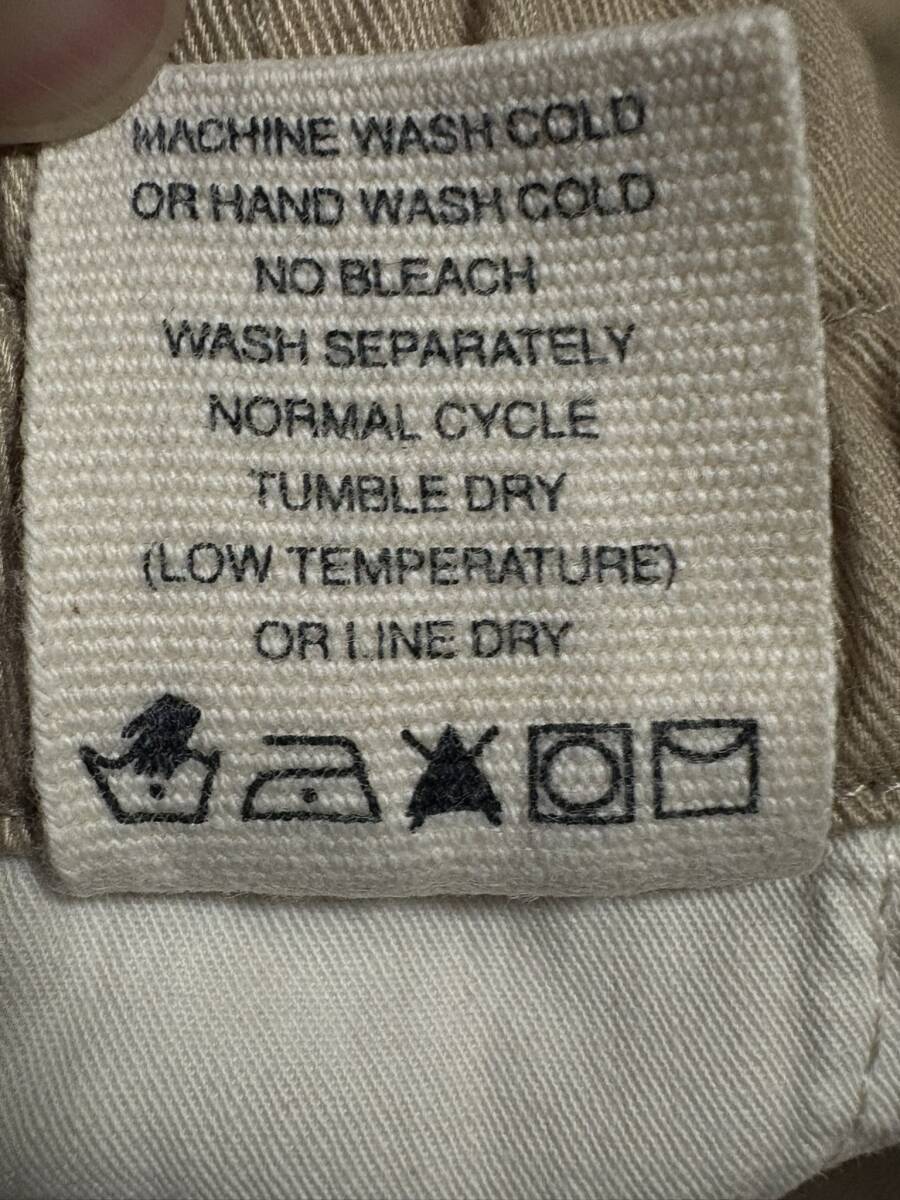 MACHINE WASH COLD
OR HAND WASH COLD
NO BLEACH
WASH SEPARATELY
NORMAL CYCLE
TUMBLE DRY
(LOW TEMPERATURE)
OR LINE DRY